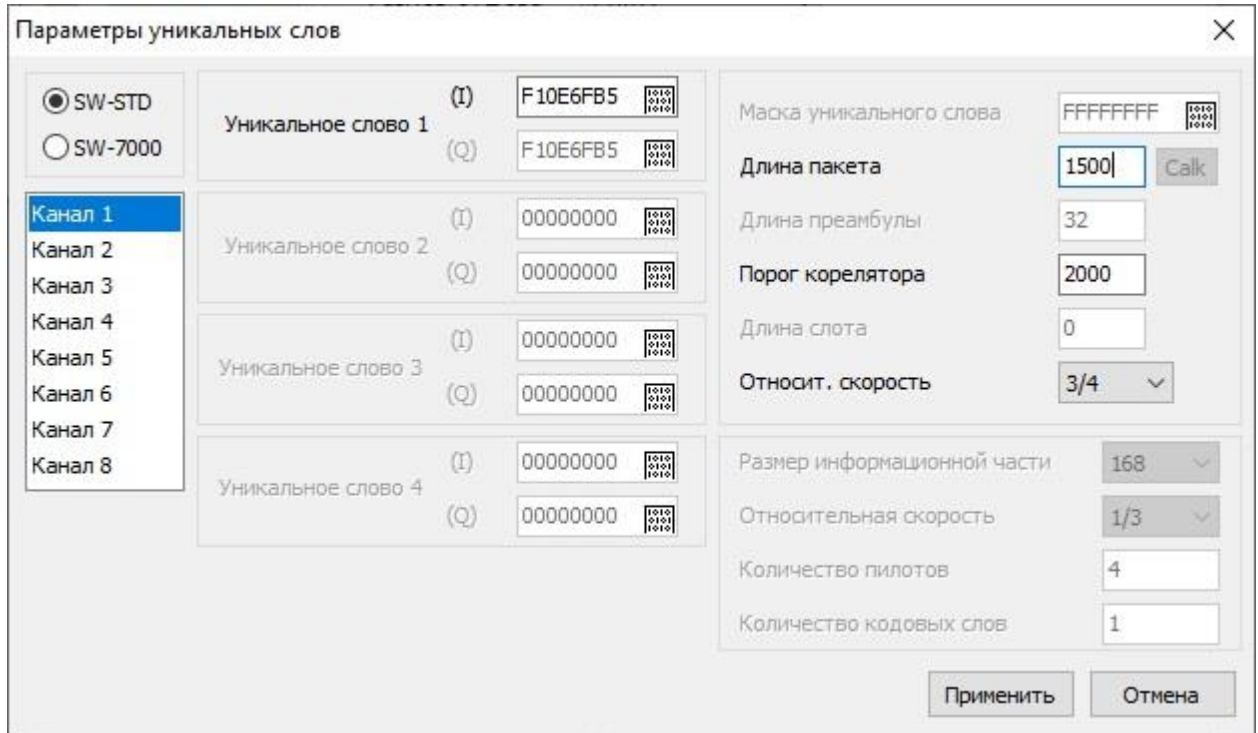 Параметры уникальных слов
SW-STD
SW-7000
Канал 1
Канал 2
Канал 3
Канал 4
Канал 5
Канал 6
Канал 7
Канал 8
Уникальное слово 1
(I) F10E6FB5
(Q) F10E6FB5
Уникальное слово 2
(I) 00000000
(Q) 00000000
Уникальное слово 3
(I) 00000000
(Q) 00000000
Уникальное слово 4
(I) 00000000
(Q) 00000000
Маска уникального слова FFFFFFFF
Длина пакета 1500 Calk
Длина преамбулы 32
Порог корелятора 2000
Длина слота 0
Относит. скорость 3/4
Размер информационной части 168
Относительная скорость 1/3
Количество пилотов 4
Количество кодовых слов 1
Применить Отмена